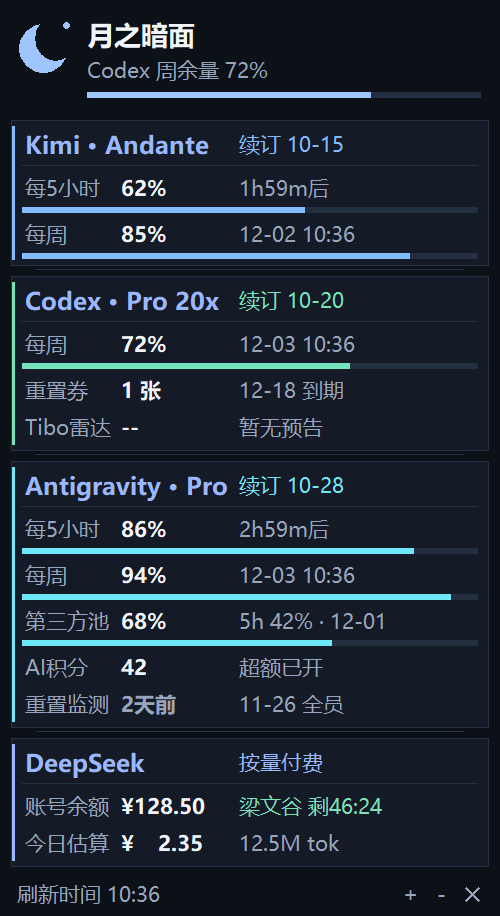 月之暗面
Codex 周余量 72%
Kimi • Andante 续订 10-15
每5小时 62% 1h59m后
每周 85% 12-02 10:36
Codex • Pro 20x 续订 10-20
每周 72% 12-03 10:36
重置券 1 张 12-18 到期
Tibo雷达 -- 暂无预告
Antigravity • Pro 续订 10-28
每5小时 86% 2h59m后
每周 94% 12-03 10:36
第三方池 68% 5h 42% · 12-01
AI积分 42 超额已开
重置监测 2天前 11-26 全员
DeepSeek 按量付费
账号余额 ¥128.50 梁文谷 剩46:24
今日估算 ¥ 2.35 12.5M tok
刷新时间 10:36 + - ×